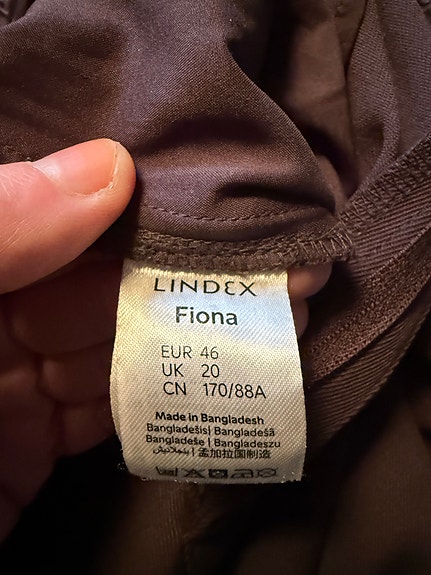 LINDEX
Fiona
EUR 46
UK 20
CN 170/88A
Made in Bangladesh
Bangladešis| Bangladešā
Bangladeše | Bangladeszu
بنغلاديش | 孟加拉国制造